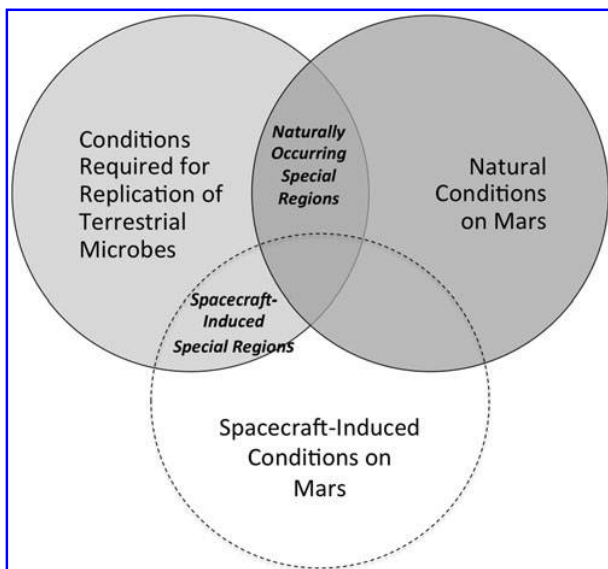 Conditions
Required for
Replication of
Terrestrial
Microbes
Naturally
Occurring
Special
Regions
Natural
Conditions
on Mars
Spacecraft-
Induced
Special Regions
Spacecraft-Induced
Conditions on
Mars